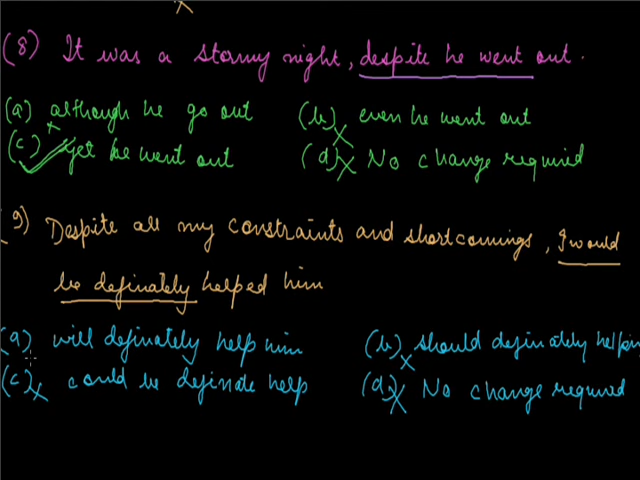 (8) It was a stormy night, despite he went out.
(a) although he go out (b) even he went out
(c) yet he went out (d) No change required
9) Despite all my constraints and shortcomings, I would
be definately helped him
(a) will definately help him (b) should definately helpin
(c) could be definate help (d) No change required